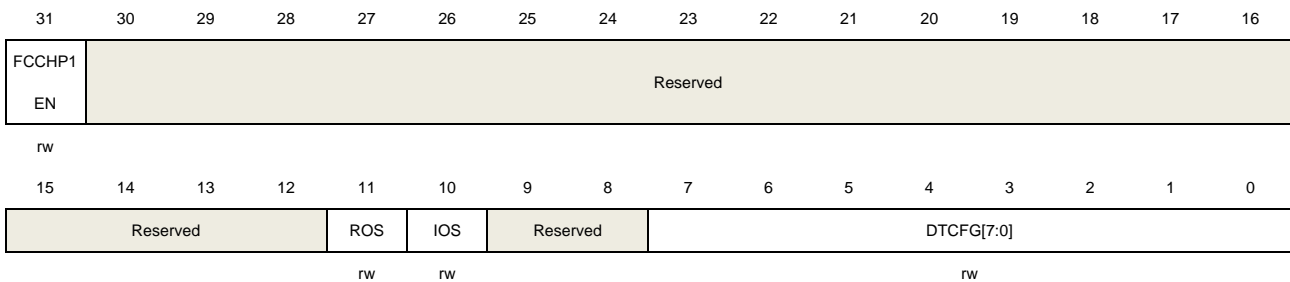 31 30 29 28 27 26 25 24 23 22 21 20 19 18 17 16
FCCHP1
EN
Reserved
rw
15 14 13 12 11 10 9 8 7 6 5 4 3 2 1 0
Reserved ROS IOS Reserved DTCFG[7:0]
rw rw rw